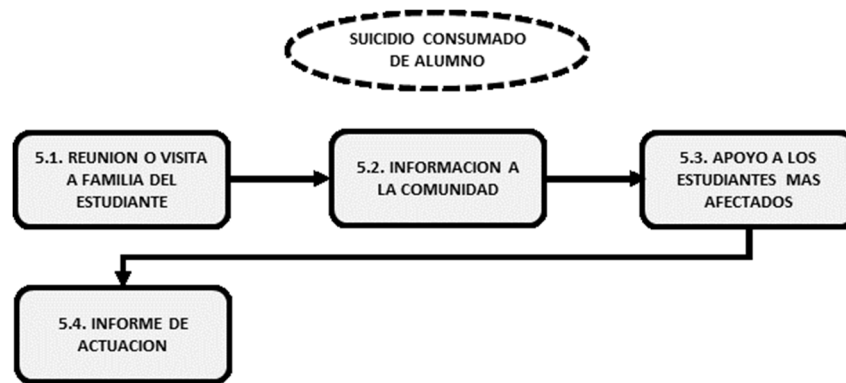 SUICIDIO CONSUMADO
DE ALUMNO
5.1. REUNION O VISITA
A FAMILIA DEL
ESTUDIANTE
5.2. INFORMACION A
LA COMUNIDAD
5.3. APOYO A LOS
ESTUDIANTES MAS
AFECTADOS
5.4. INFORME DE
ACTUACION